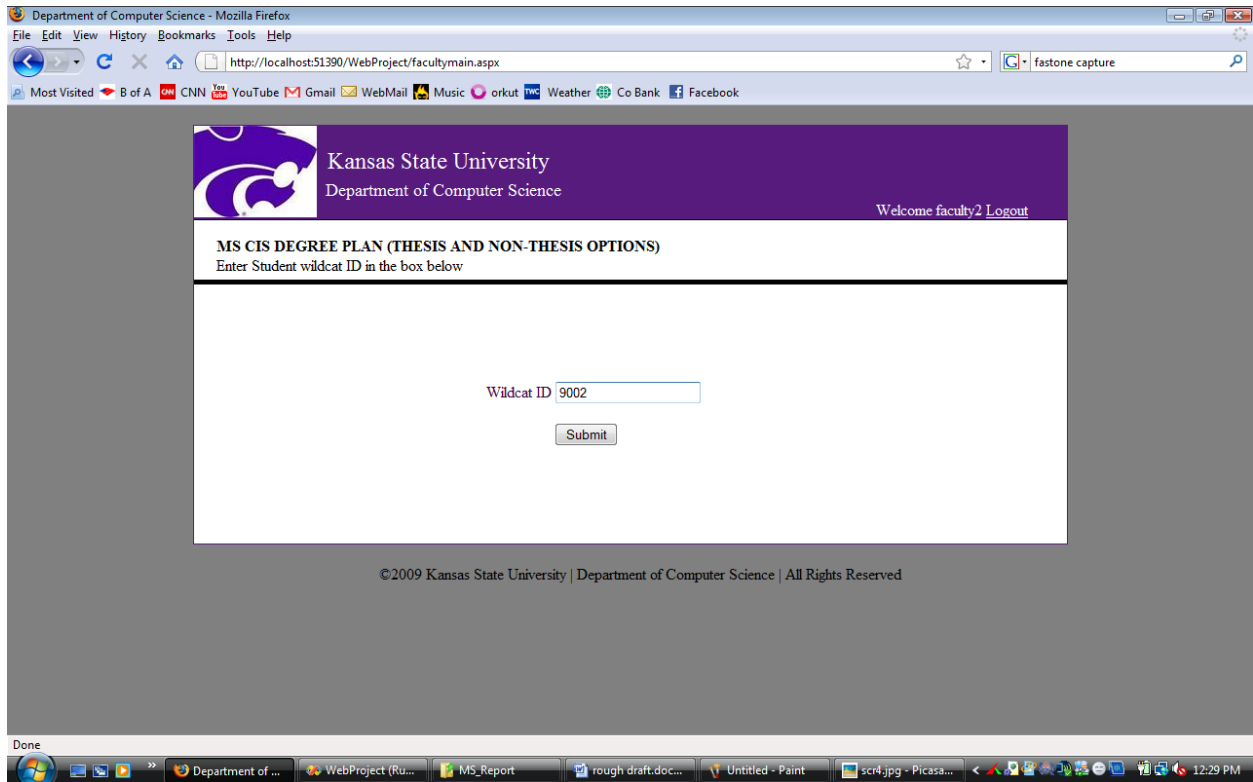 Department of Computer Science - Mozilla Firefox
File Edit View History Bookmarks Tools Help
http://localhost:51390/WebProject/facultymain.aspx
G fastone capture
Most Visited B of A CNN CNN You Tube YouTube Gmail WebMail Music orkut TWC Weather Co Bank f Facebook
Kansas State University
Department of Computer Science
Welcome faculty2 Logout
MS CIS DEGREE PLAN (THESIS AND NON-THESIS OPTIONS)
Enter Student wildcat ID in the box below
Wildcat ID 9002
Submit
©2009 Kansas State University | Department of Computer Science | All Rights Reserved
Done
Department of ... WebProject (Ru... MS_Report rough draft.doc... Untitled - Paint scr4.jpg - Picasa... 12:29 PM